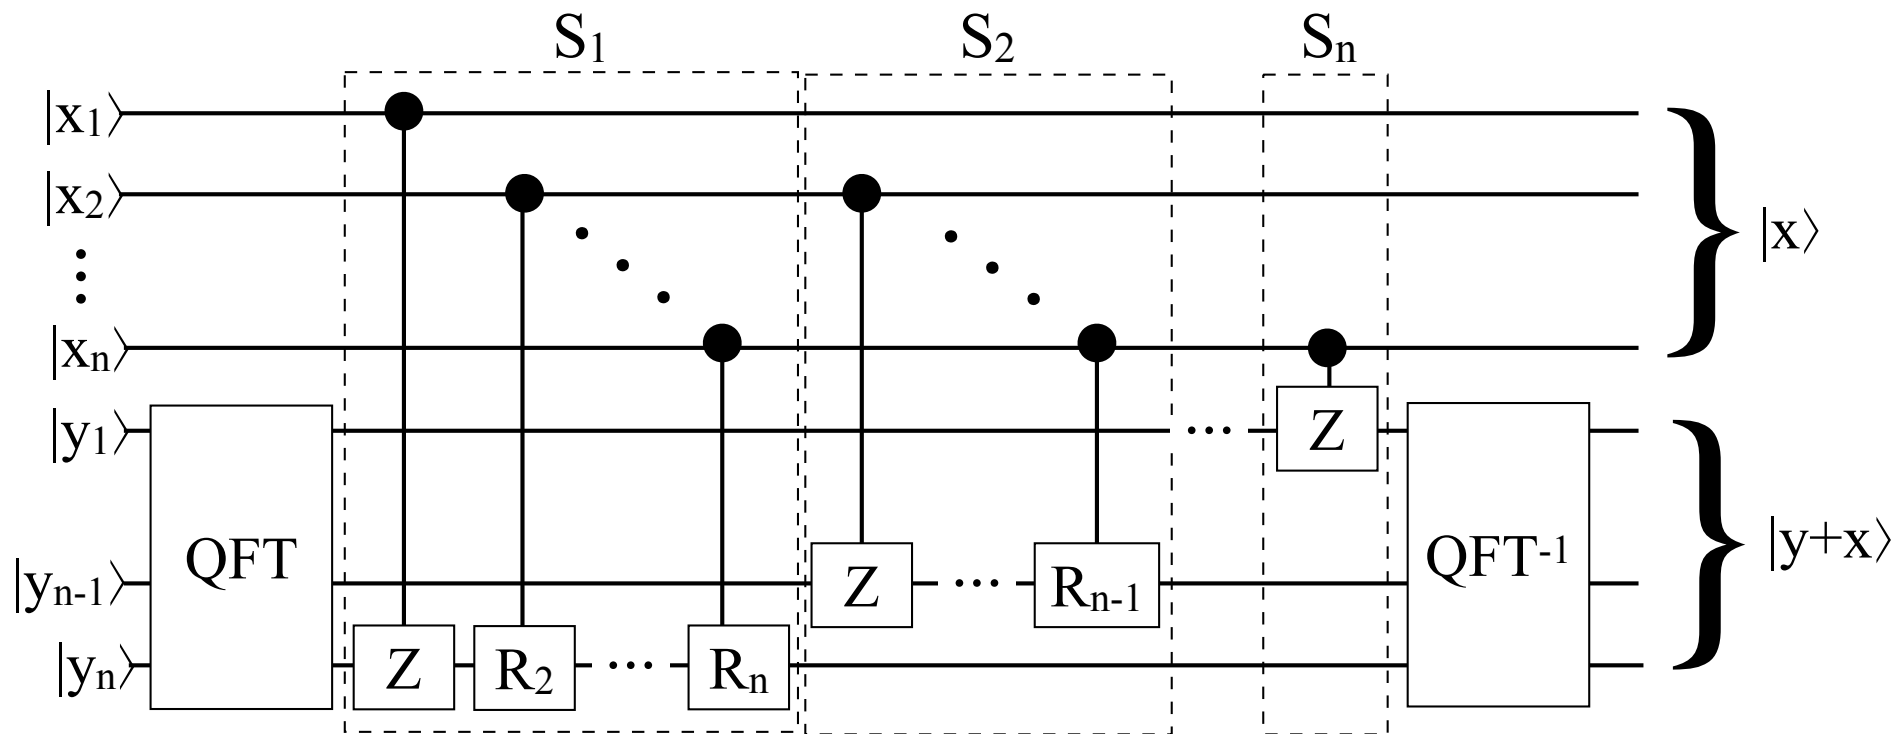 S₁ S₂ Sₙ
|x₁⟩
|x₂⟩
⋮
|x⟩
|xₙ⟩
|y₁⟩ ··· Z
QFT Z ··· Rₙ₋₁ QFT⁻¹ |y+x⟩
|yₙ₋₁⟩
|yₙ⟩ Z R₂ ··· Rₙ